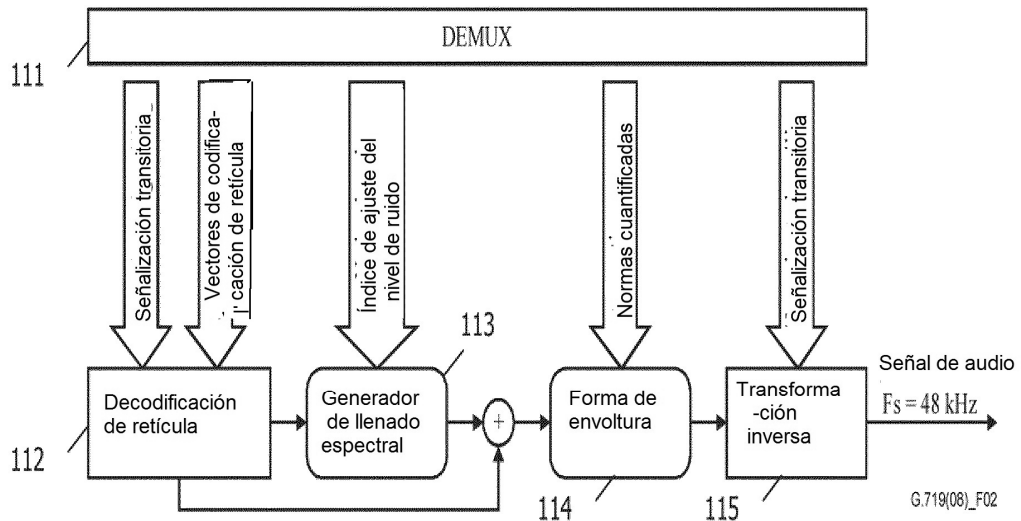 DEMUX
111
Señalización transitoria
Vectores de codifica-
ción de retícula
Índice de ajuste del
nivel de ruido
Normas cuantificadas
Señalización transitoria
113
Decodificación
de retícula
Generador
de llenado
espectral
+
Forma de
envoltura
Transforma
-ción
inversa
Señal de audio
Fs = 48 kHz
112
114
115
G.719(08)_F02